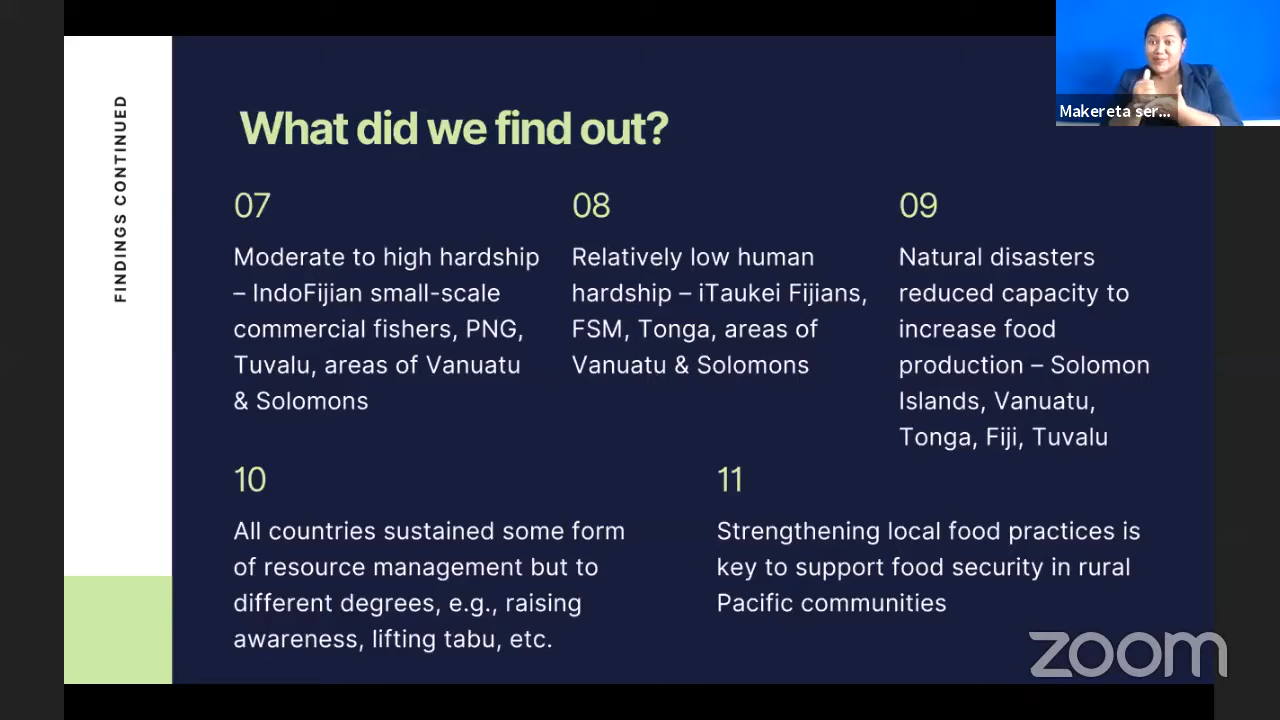 FINDINGS CONTINUED
What did we find out?
07
Moderate to high hardship
– IndoFijian small-scale
commercial fishers, PNG,
Tuvalu, areas of Vanuatu
& Solomons
08
Relatively low human
hardship – iTaukei Fijians,
FSM, Tonga, areas of
Vanuatu & Solomons
09
Natural disasters
reduced capacity to
increase food
production – Solomon
Islands, Vanuatu,
Tonga, Fiji, Tuvalu
10
All countries sustained some form
of resource management but to
different degrees, e.g., raising
awareness, lifting tabu, etc.
11
Strengthening local food practices is
key to support food security in rural
Pacific communities
Makereta ser...
zoom